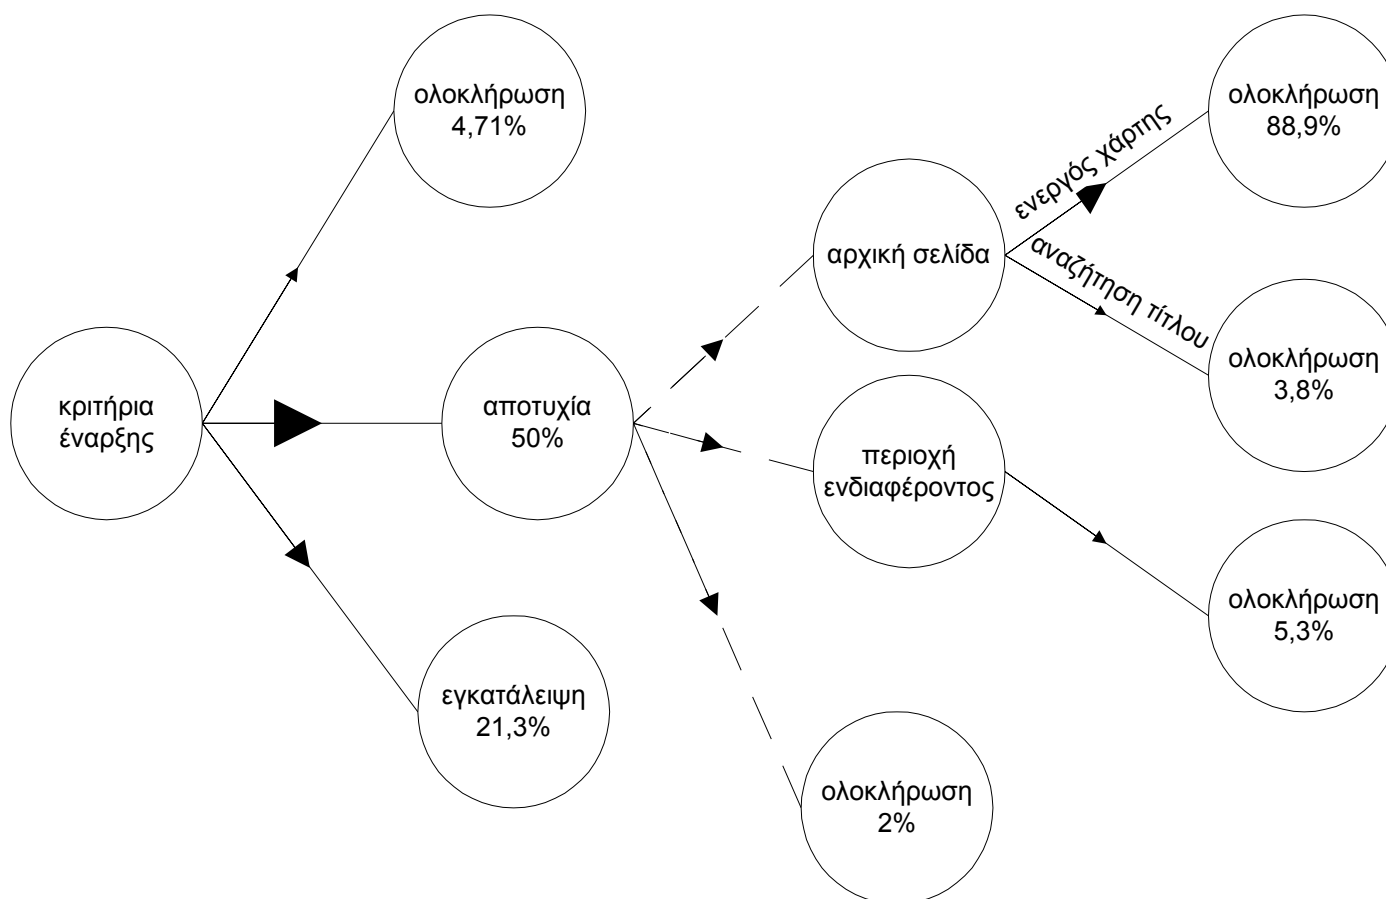 ολοκλήρωση
4,71%
ολοκλήρωση
88,9%
ενεργός χάρτης
αρχική σελίδα
αναζήτηση τίτλου
ολοκλήρωση
3,8%
κριτήρια
έναρξης
αποτυχία
50%
περιοχή
ενδιαφέροντος
ολοκλήρωση
5,3%
εγκατάλειψη
21,3%
ολοκλήρωση
2%